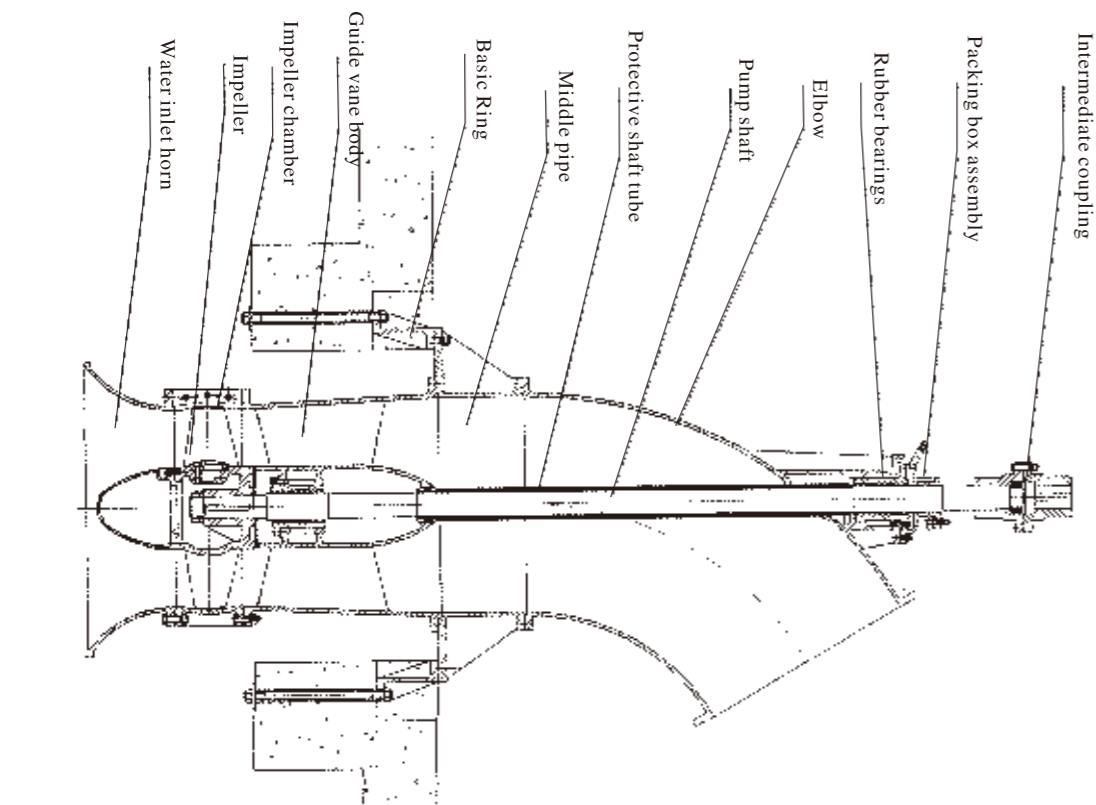 Intermediate coupling
Packing box assembly
Rubber bearings
Elbow
Pump shaft
Protective shaft tube
Middle pipe
Basic Ring
Guide vane body
Impeller chamber
Impeller
Water inlet horn